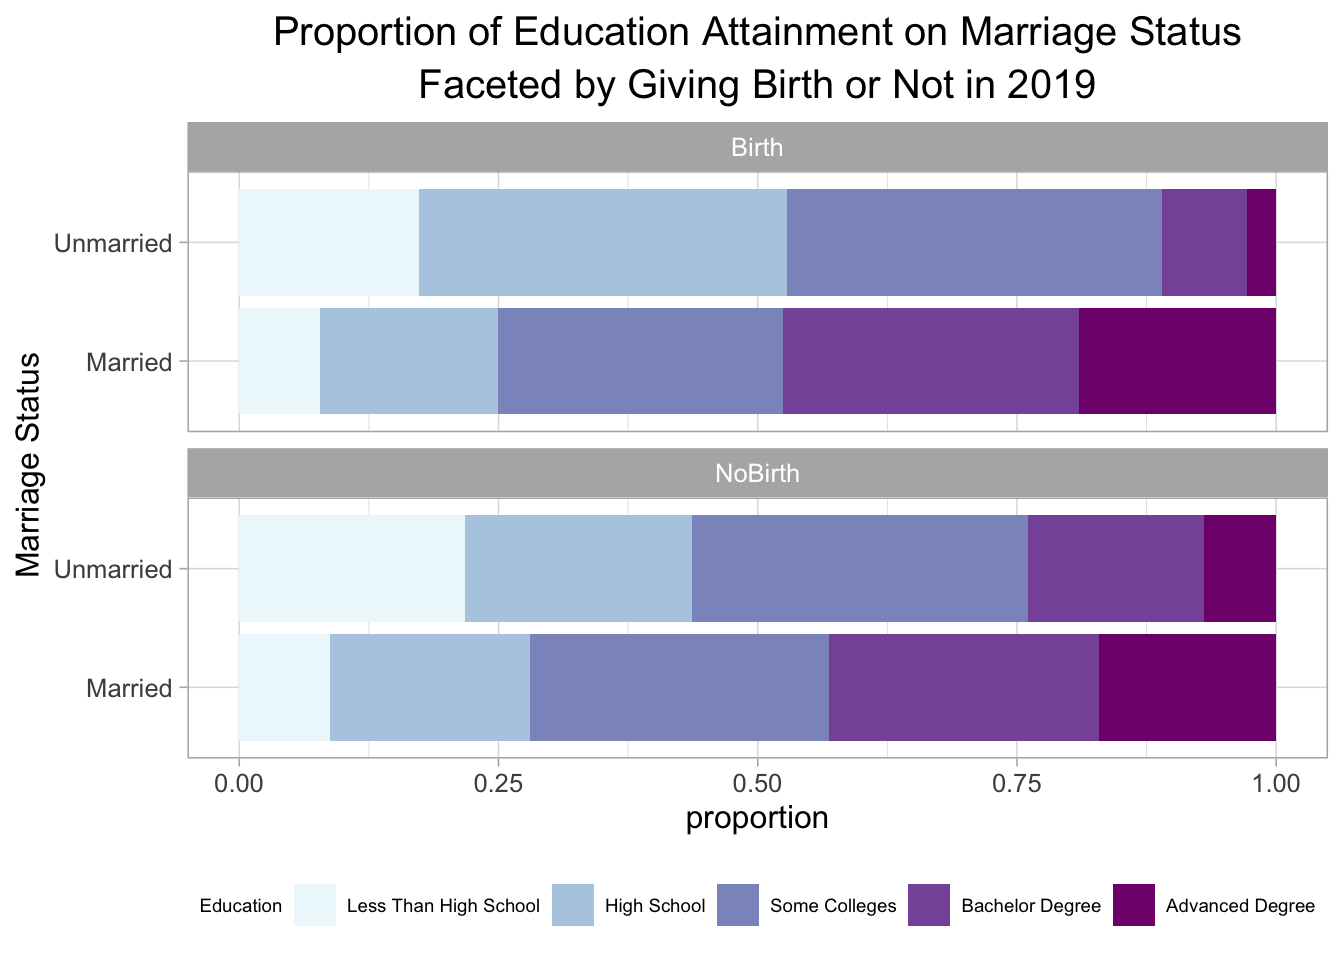 Proportion of Education Attainment on Marriage Status
Faceted by Giving Birth or Not in 2019
Birth
Unmarried
Married
NoBirth
Unmarried
Married
Marriage Status
0.00 0.25 0.50 0.75 1.00
proportion
Education Less Than High School High School Some Colleges Bachelor Degree Advanced Degree